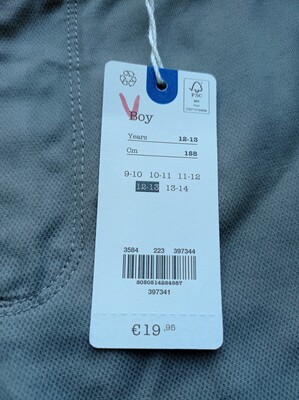 V
Boy
FSC
Years 12-13
Cm 158
9-10 10-11 11-12
12-13 13-14
3584 223 397344
397341
€19,95